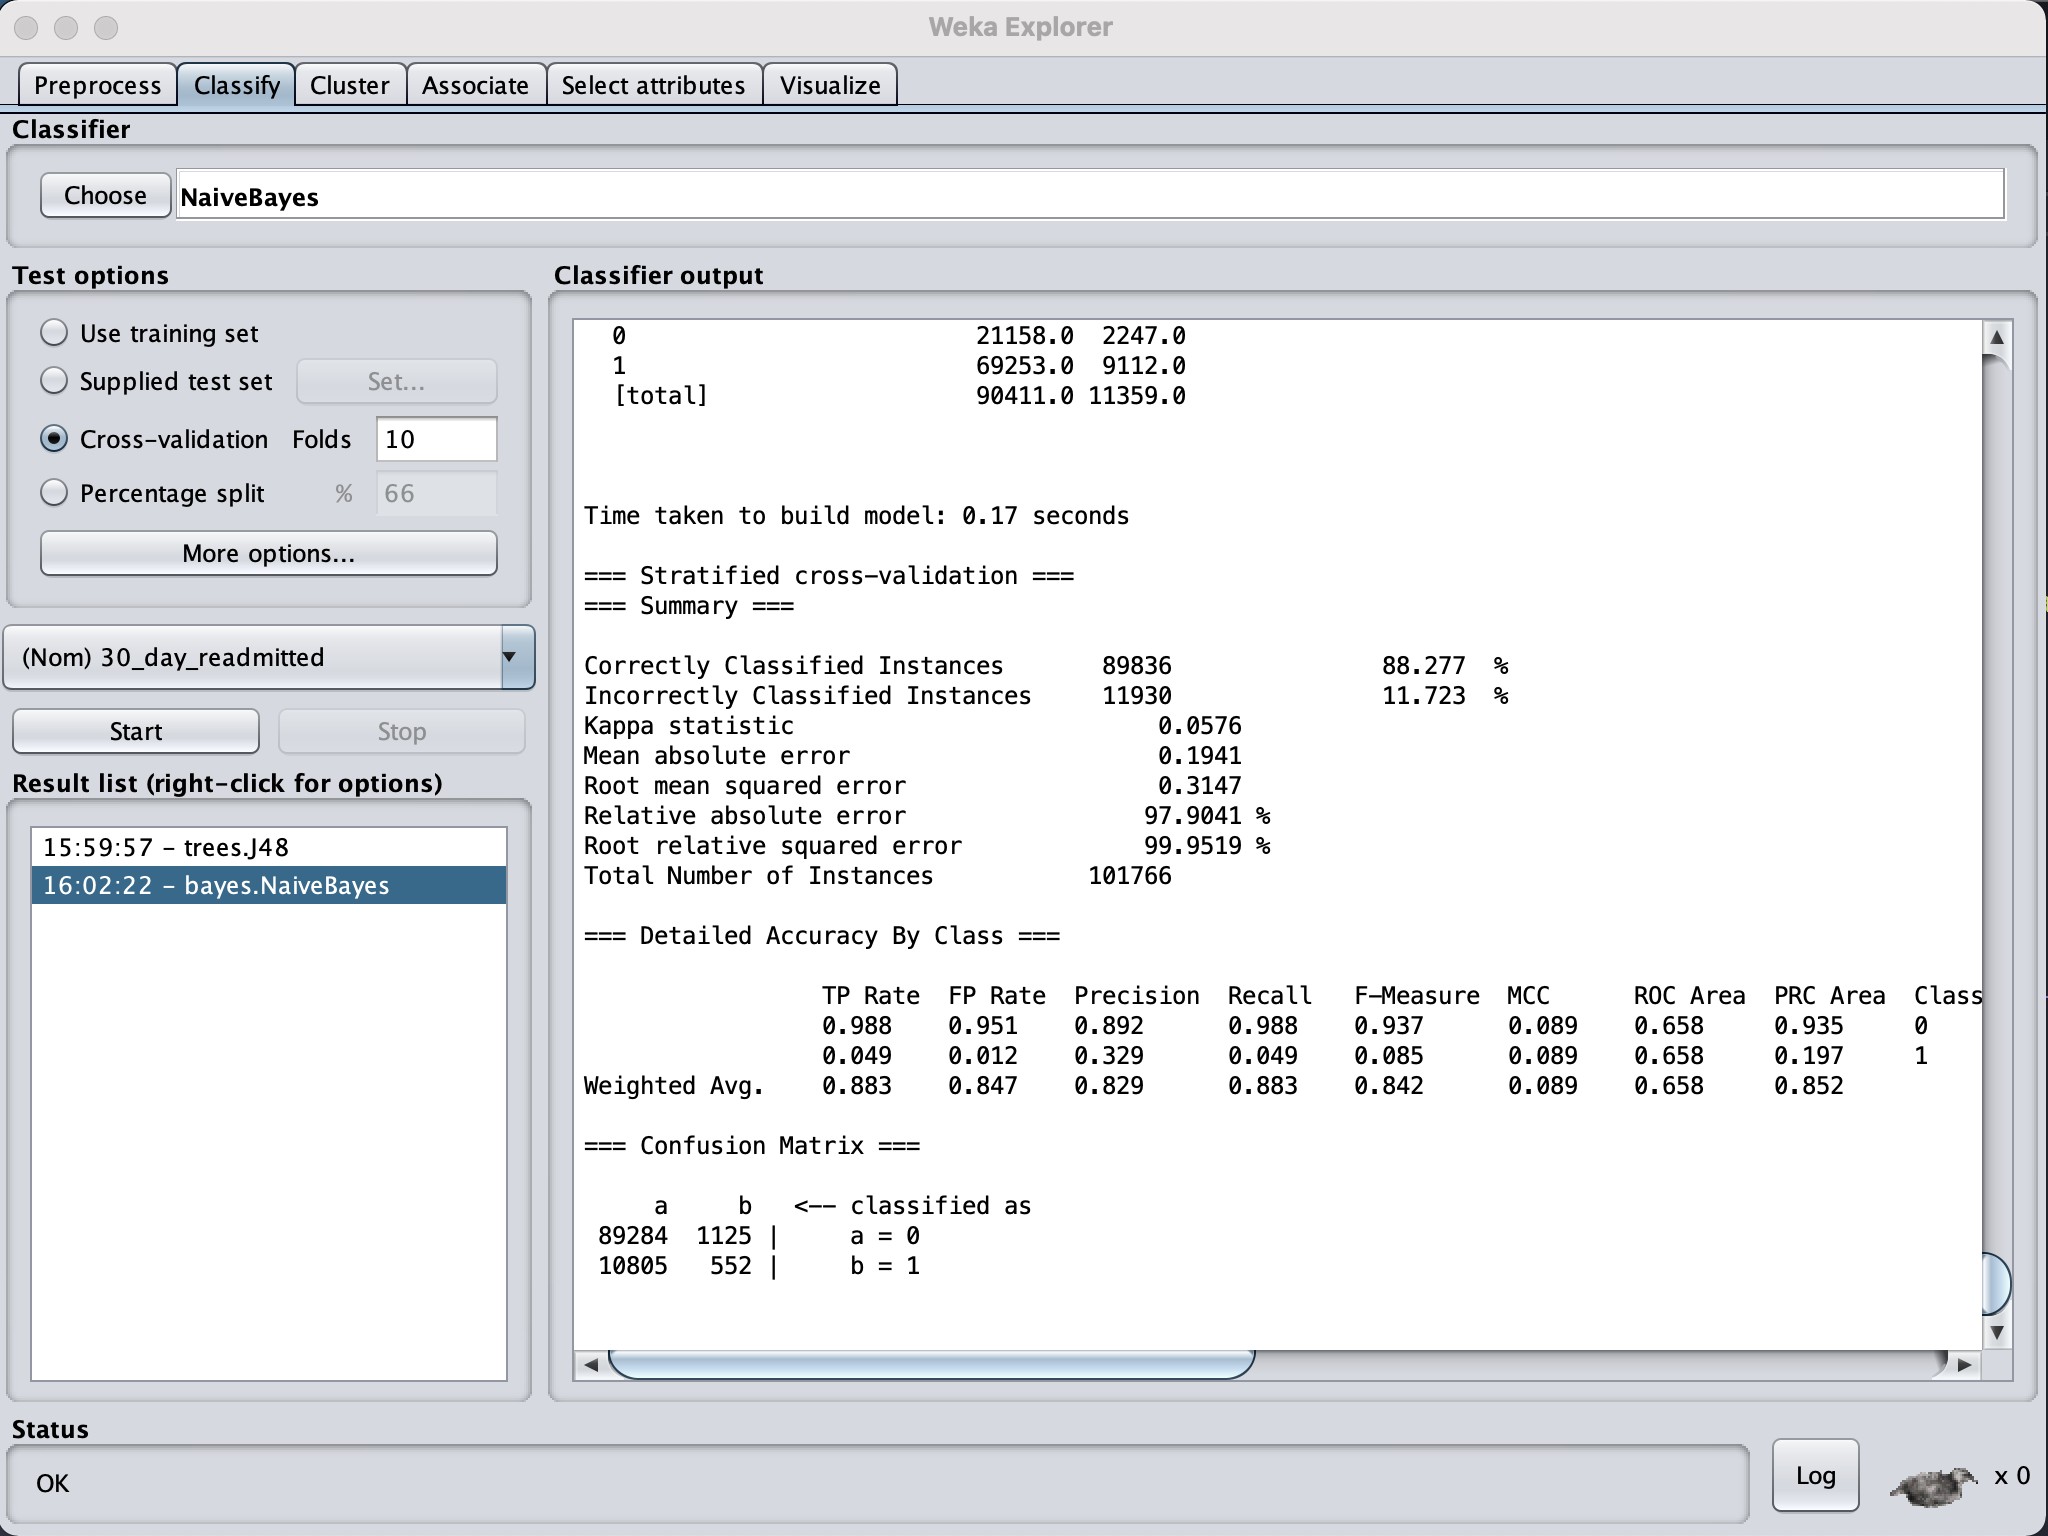 Weka Explorer
Preprocess Classify Cluster Associate Select attributes Visualize
Classifier
Choose NaiveBayes
Test options
Use training set
Supplied test set Set...
Cross-validation Folds 10
Percentage split % 66
More options...
(Nom) 30_day_readmitted
Start Stop
Result list (right-click for options)
15:59:57 - trees.J48
16:02:22 - bayes.NaiveBayes
Classifier output
0 21158.0 2247.0
1 69253.0 9112.0
[total] 90411.0 11359.0
Time taken to build model: 0.17 seconds
=== Stratified cross-validation ===
=== Summary ===
Correctly Classified Instances 89836 88.277 %
Incorrectly Classified Instances 11930 11.723 %
Kappa statistic 0.0576
Mean absolute error 0.1941
Root mean squared error 0.3147
Relative absolute error 97.9041 %
Root relative squared error 99.9519 %
Total Number of Instances 101766
=== Detailed Accuracy By Class ===
TP Rate FP Rate Precision Recall F-Measure MCC ROC Area PRC Area Class
0.988 0.951 0.892 0.988 0.937 0.089 0.658 0.935 0
0.049 0.012 0.329 0.049 0.085 0.089 0.658 0.197 1
Weighted Avg. 0.883 0.847 0.829 0.883 0.842 0.089 0.658 0.852
=== Confusion Matrix ===
a b <-- classified as
89284 1125 | a = 0
10805 552 | b = 1
Status
OK
Log x 0